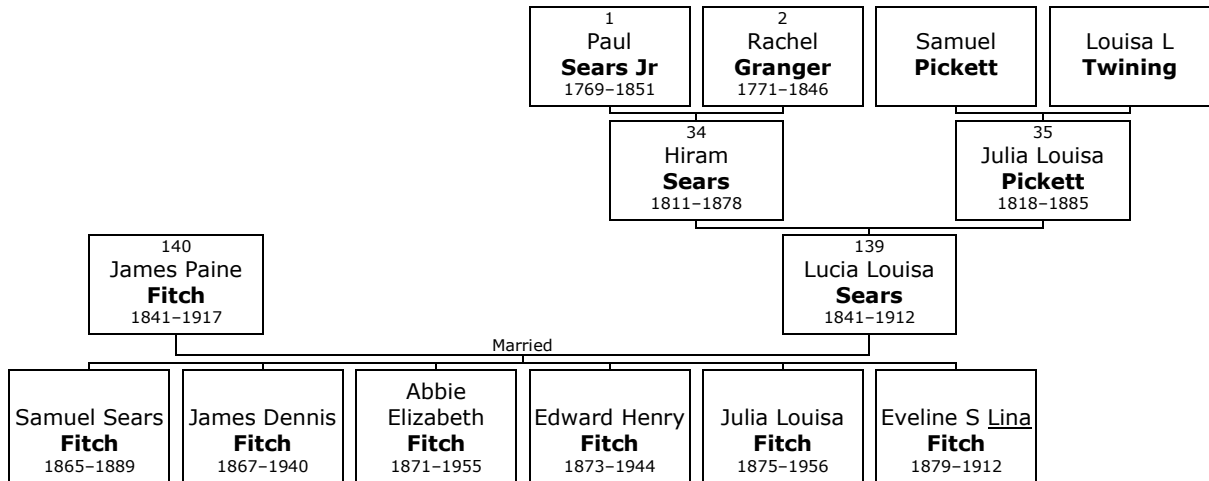 1
Paul
Sears Jr
1769–1851
2
Rachel
Granger
1771–1846
Samuel
Pickett
Louisa L
Twining
34
Hiram
Sears
1811–1878
35
Julia Louisa
Pickett
1818–1885
140
James Paine
Fitch
1841–1917
139
Lucia Louisa
Sears
1841–1912
Married
Samuel Sears
Fitch
1865–1889
James Dennis
Fitch
1867–1940
Abbie
Elizabeth
Fitch
1871–1955
Edward Henry
Fitch
1873–1944
Julia Louisa
Fitch
1875–1956
Eveline S Lina
Fitch
1879–1912